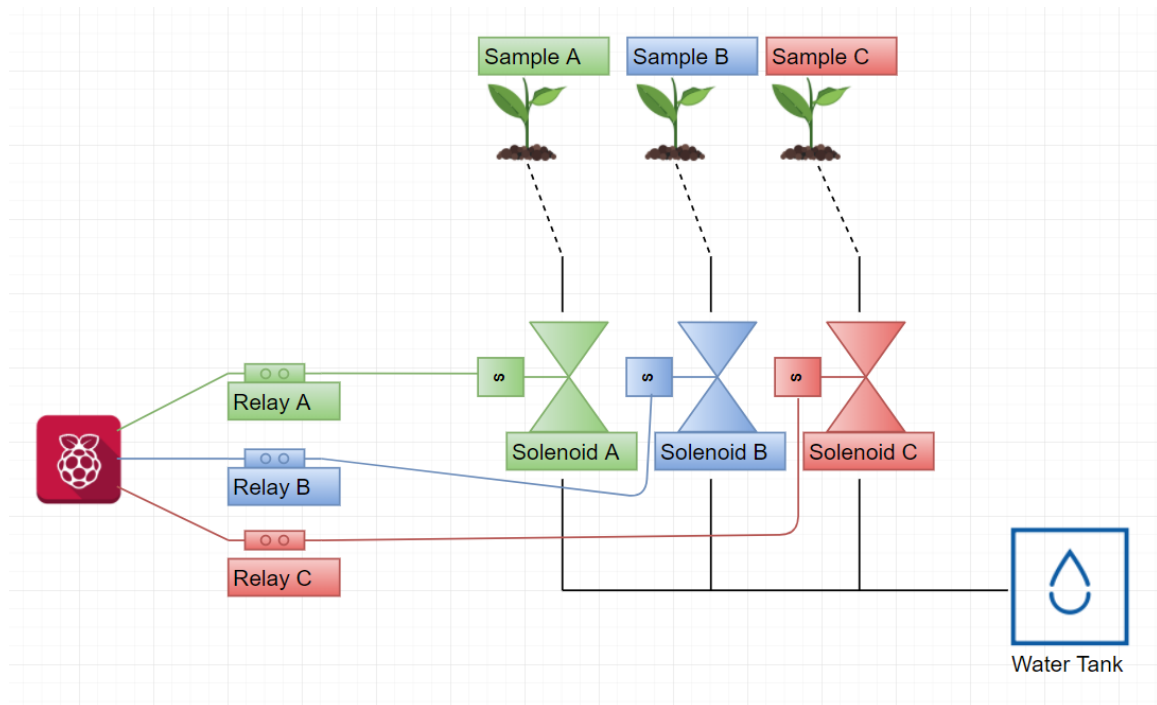 Sample A
Sample B
Sample C
s
s
s
Relay A
Solenoid A
Solenoid B
Solenoid C
Relay B
Relay C
Water Tank